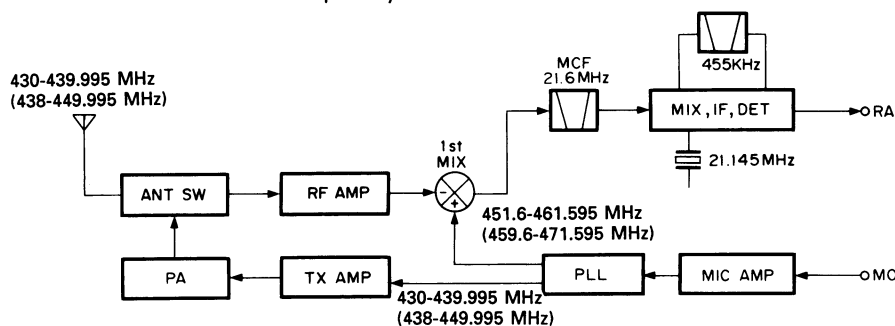 455KHz
430-439.995 MHz
(438-449.995 MHz)
MCF
21.6MHz
MIX, IF, DET
RA
1st
MIX
21.145MHz
ANT SW
RF AMP
-
+
451.6-461.595 MHz
(459.6-471.595 MHz)
PA
TX AMP
PLL
MIC AMP
MO
430-439.995 MHz
(438-449.995 MHz)